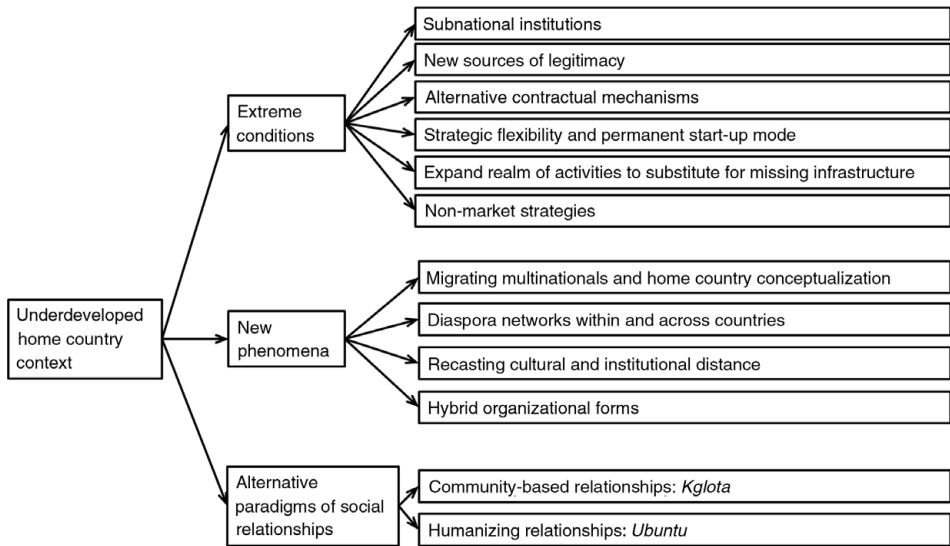 Underdeveloped
home country
context
Extreme
conditions
Subnational institutions
New sources of legitimacy
Alternative contractual mechanisms
Strategic flexibility and permanent start-up mode
Expand realm of activities to substitute for missing infrastructure
Non-market strategies
New
phenomena
Migrating multinationals and home country conceptualization
Diaspora networks within and across countries
Recasting cultural and institutional distance
Hybrid organizational forms
Alternative
paradigms of social
relationships
Community-based relationships: Kglota
Humanizing relationships: Ubuntu